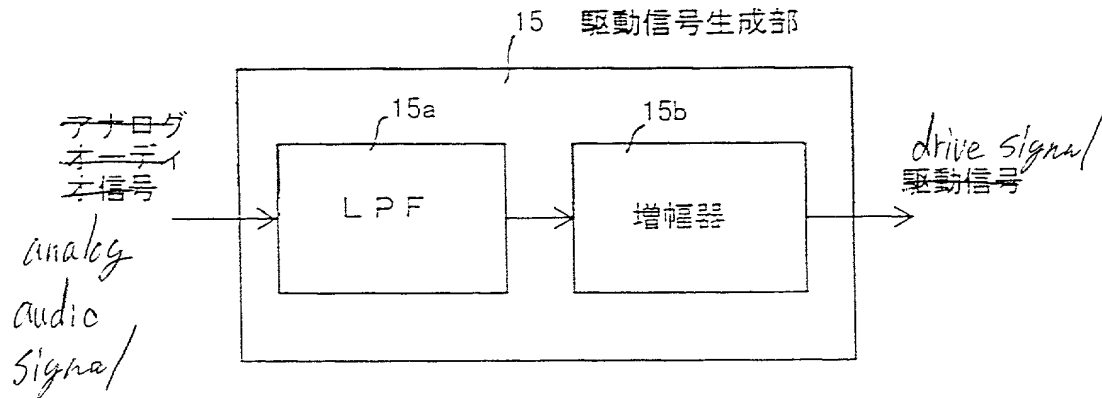 15 駆動信号生成部
アナログ
オーディ
オ信号
analog
audio
signal
15a
LPF
15b
増幅器
drive signal
駆動信号